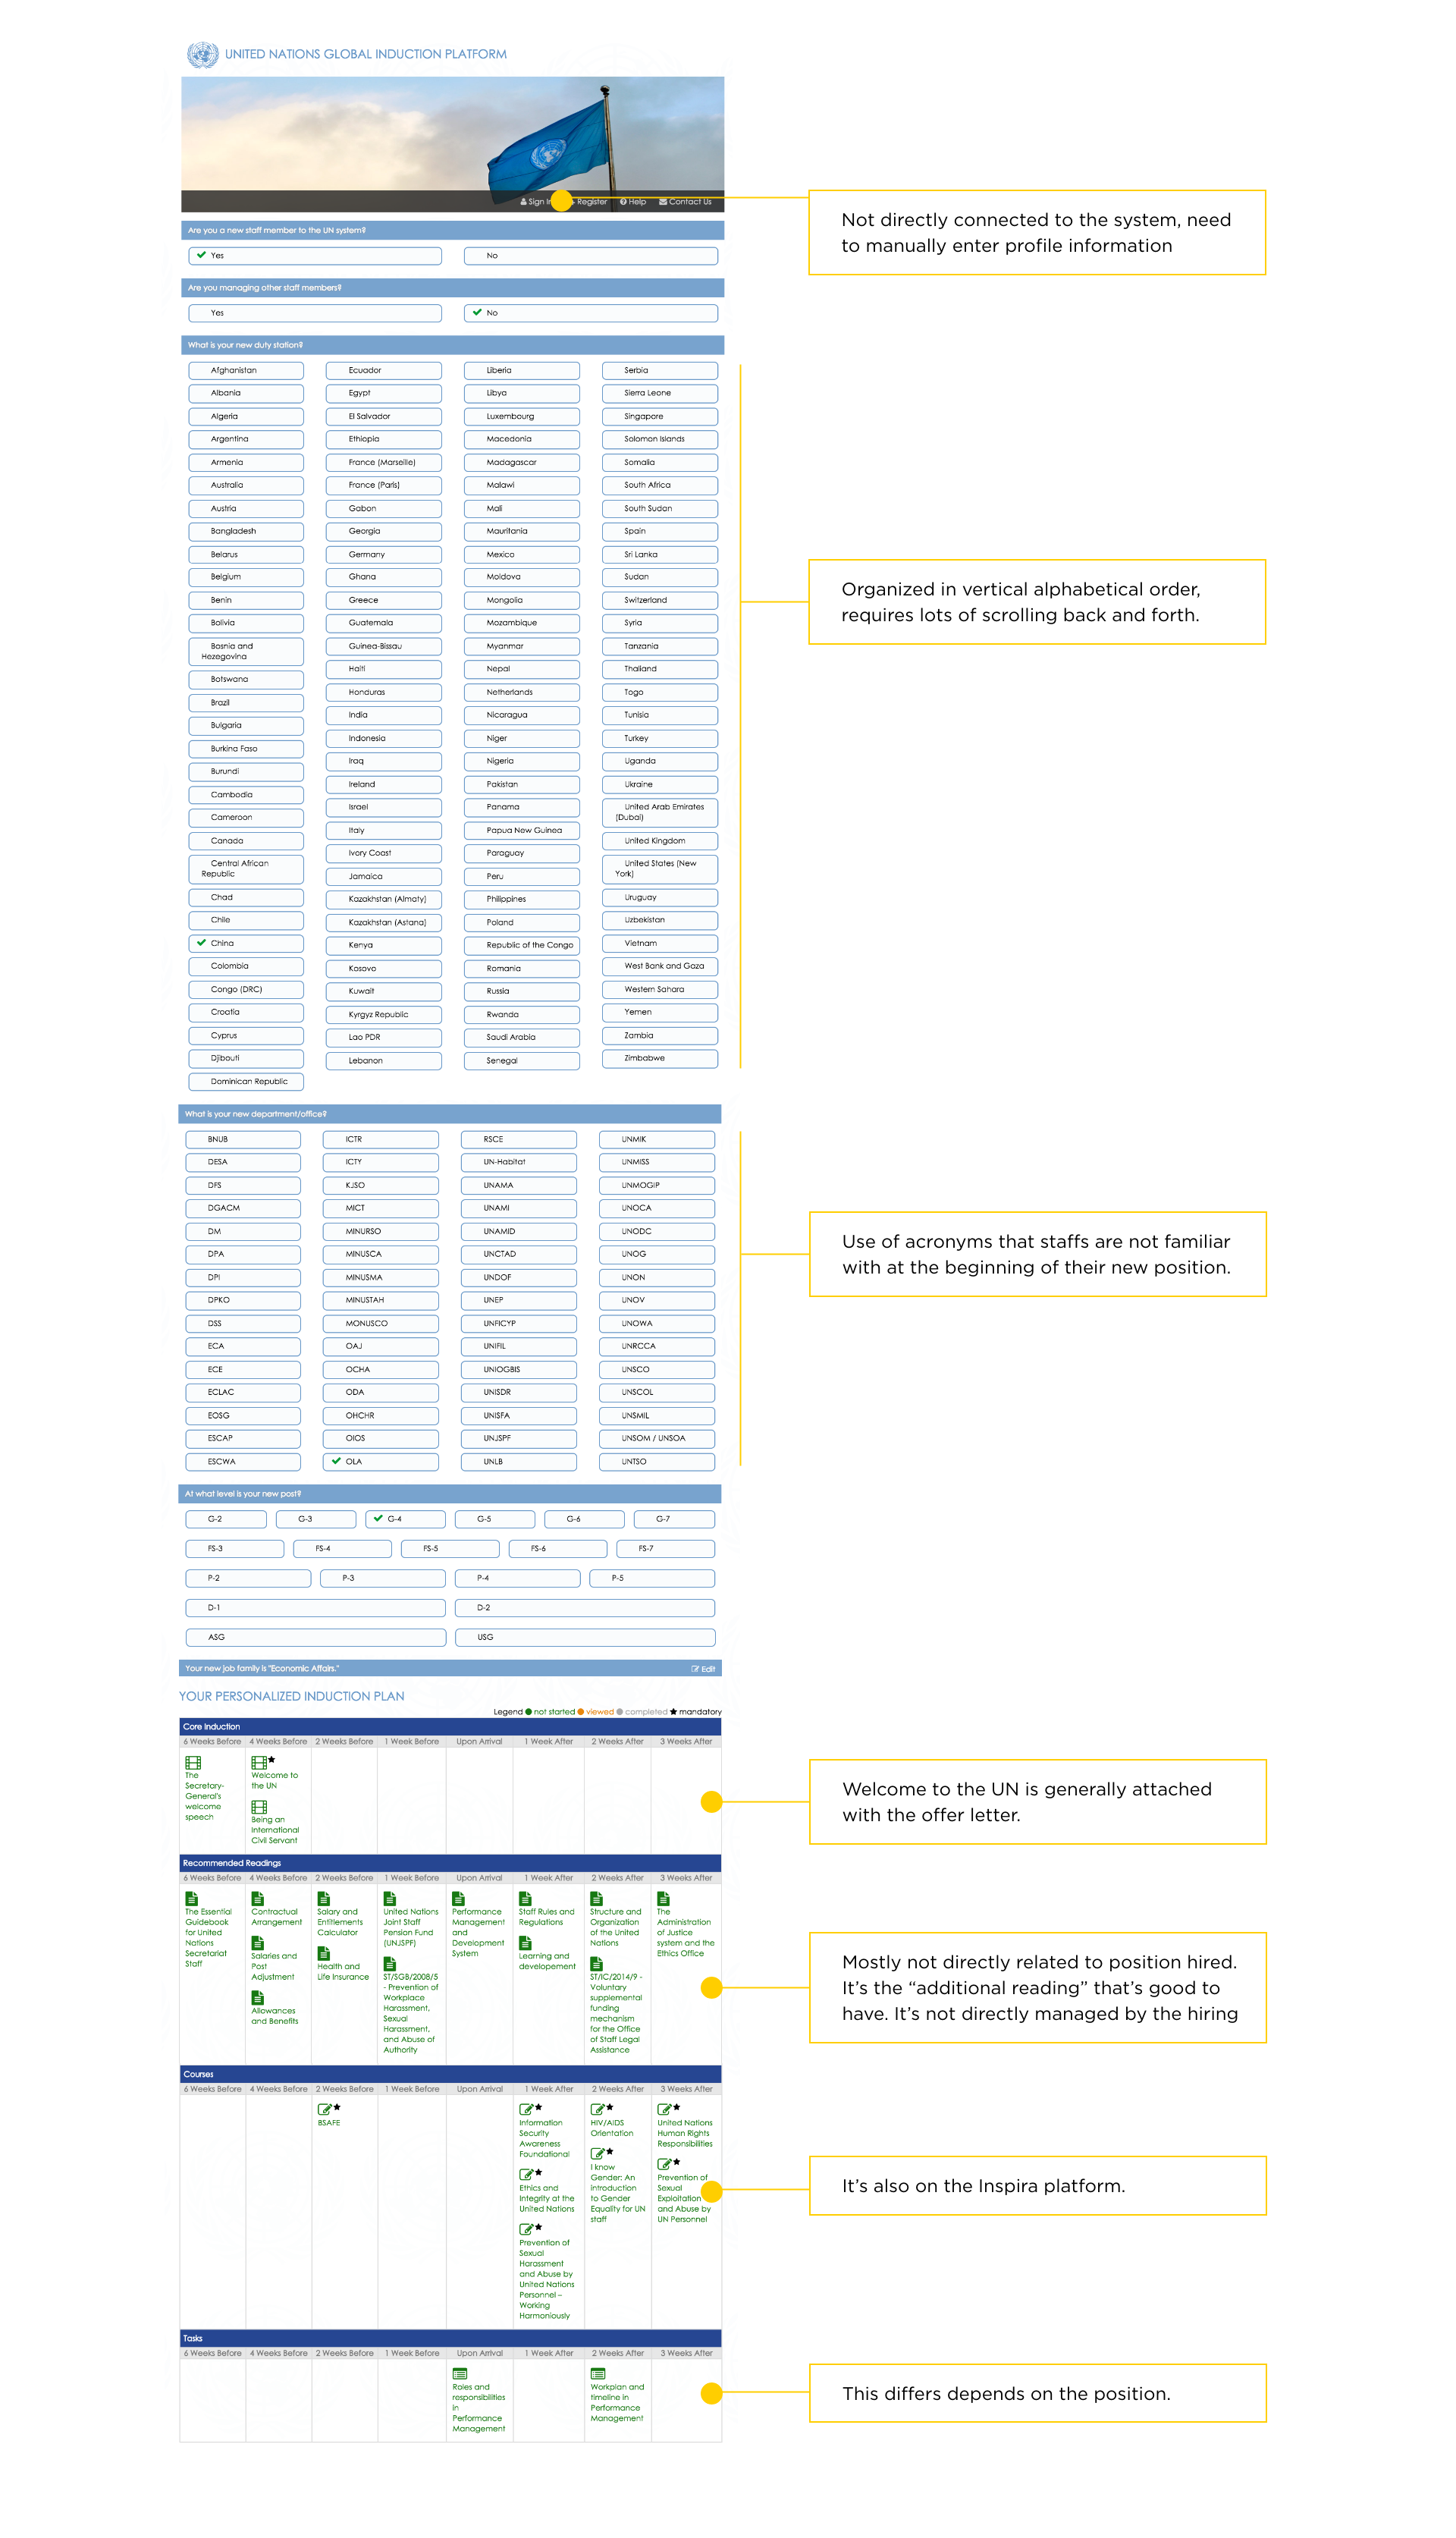 UNITED NATIONS GLOBAL INDUCTION PLATFORM
Sign In Register Help Contact Us
Not directly connected to the system, need
to manually enter profile information
Are you a new staff member to the UN system?
Yes No
Are you managing other staff members?
Yes No
What is your new duty station?
Afghanistan Ecuador Liberia Serbia
Albania Egypt Libya Sierra Leone
Algeria El Salvador Luxembourg Singapore
Argentina Ethiopia Macedonia Solomon Islands
Armenia France (Marseille) Madagascar Somalia
Australia France (Paris) Malawi South Africa
Austria Gabon Mali South Sudan
Bangladesh Georgia Mauritania Spain
Belarus Germany Mexico Sri Lanka
Belgium Ghana Moldova Sudan
Benin Greece Mongolia Switzerland
Bolivia Guatemala Mozambique Syria
Bosnia and
Hezegovina
Guinea-Bissau Myanmar Tanzania
Botswana Haiti Nepal Thailand
Brazil Honduras Netherlands Togo
Bulgaria India Nicaragua Tunisia
Burkina Faso Indonesia Niger Turkey
Burundi Iraq Nigeria Uganda
Cambodia Ireland Pakistan Ukraine
Cameroon Israel Panama United Arab Emirates
(Dubai)
Canada Italy Papua New Guinea United Kingdom
Central African
Republic
Ivory Coast Paraguay United States (New
York)
Chad Jamaica Peru Uruguay
Chile Kazakhstan (Almaty) Philippines Uzbekistan
China Kazakhstan (Astana) Poland Vietnam
Colombia Kenya Republic of the Congo West Bank and Gaza
Congo (DRC) Kosovo Romania Western Sahara
Croatia Kuwait Russia Yemen
Cyprus Kyrgyz Republic Rwanda Zambia
Djibouti Lao PDR Saudi Arabia Zimbabwe
Dominican Republic Lebanon Senegal
Organized in vertical alphabetical order,
requires lots of scrolling back and forth.
What is your new department/office?
BNUB ICTR RSCE UNMIK
DESA ICTY UN-Habitat UNMISS
DFS KJSO UNAMA UNMOGIP
DGACM MICT UNAMI UNOCA
DM MINURSO UNAMID UNODC
DPA MINUSCA UNCTAD UNOG
DPI MINUSMA UNDOF UNON
DPKO MINUSTAH UNEP UNOV
DSS MONUSCO UNFICYP UNOWA
ECA OAJ UNIFIL UNRCCA
ECE OCHA UNIOGBIS UNSCO
ECLAC ODA UNISDR UNSCOL
EOSG OHCHR UNISFA UNSMIL
ESCAP OIOS UNJSPF UNSOM / UNSOA
ESCWA OLA UNLB UNTSO
Use of acronyms that staffs are not familiar
with at the beginning of their new position.
At what level is your new post?
G-2 G-3 G-4 G-5 G-6 G-7
FS-3 FS-4 FS-5 FS-6 FS-7
P-2 P-3 P-4 P-5
D-1 D-2
ASG USG
Your new job family is "Economic Affairs." Edit
YOUR PERSONALIZED INDUCTION PLAN
Legend not started viewed completed mandatory
Core Induction
6 Weeks Before 4 Weeks Before 2 Weeks Before 1 Week Before Upon Arrival 1 Week After 2 Weeks After 3 Weeks After
The
Secretary-
General's
welcome
speech
Welcome to
the UN
Being an
International
Civil Servant
Welcome to the UN is generally attached
with the offer letter.
Recommended Readings
6 Weeks Before 4 Weeks Before 2 Weeks Before 1 Week Before Upon Arrival 1 Week After 2 Weeks After 3 Weeks After
The Essential
Guidebook
for United
Nations
Secretariat
Staff
Contractual
Arrangement
Salaries and
Post
Adjustment
Allowances
and Benefits
Salary and
Entitlements
Calculator
Health and
Life Insurance
United Nations
Joint Staff
Pension Fund
(UNJSPF)
ST/SGB/2008/5
- Prevention of
Workplace
Harassment,
Sexual
Harassment,
and Abuse of
Authority
Performance
Management
and
Development
System
Staff Rules and
Regulations
Learning and
developement
Structure and
Organization
of the United
Nations
ST/IC/2014/9 -
Voluntary
supplemental
funding
mechanism
for the Office
of Staff Legal
Assistance
The
Administration
of Justice
system and the
Ethics Office
Mostly not directly related to position hired.
It’s the “additional reading” that’s good to
have. It’s not directly managed by the hiring
Courses
6 Weeks Before 4 Weeks Before 2 Weeks Before 1 Week Before Upon Arrival 1 Week After 2 Weeks After 3 Weeks After
BSAFE
Information
Security
Awareness
Foundational
Ethics and
Integrity at the
United Nations
Prevention of
Sexual
Harassment
and Abuse by
United Nations
Personnel –
Working
Harmoniously
HIV/AIDS
Orientation
I know
Gender: An
introduction
to Gender
Equality for UN
staff
United Nations
Human Rights
Responsibilities
Prevention of
Sexual
Exploitation
and Abuse by
UN Personnel
It’s also on the Inspira platform.
Tasks
6 Weeks Before 4 Weeks Before 2 Weeks Before 1 Week Before Upon Arrival 1 Week After 2 Weeks After 3 Weeks After
Roles and
responsibilities
in
Performance
Management
Workplan and
timeline in
Performance
Management
This differs depends on the position.